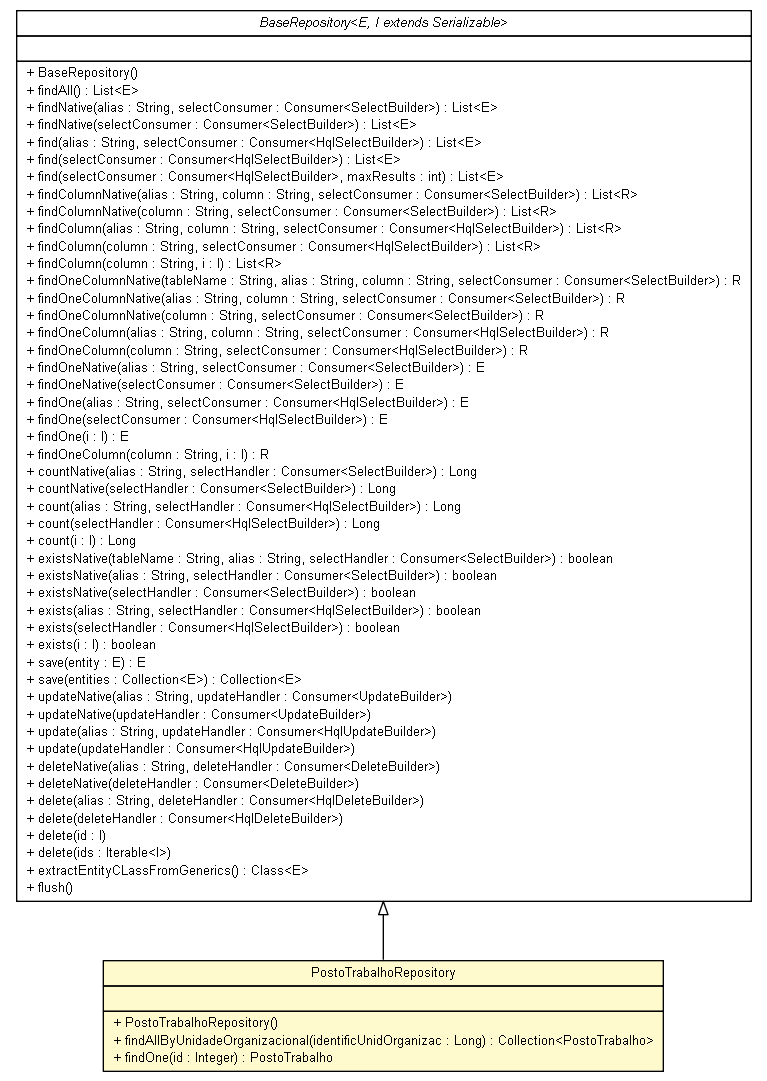 BaseRepository<E, I extends Serializable>
+ BaseRepository()
+ findAll() : List<E>
+ findNative(alias : String, selectConsumer : Consumer<SelectBuilder>) : List<E>
+ findNative(selectConsumer : Consumer<SelectBuilder>) : List<E>
+ find(alias : String, selectConsumer : Consumer<HqlSelectBuilder>) : List<E>
+ find(selectConsumer : Consumer<HqlSelectBuilder>) : List<E>
+ find(selectConsumer : Consumer<HqlSelectBuilder>, maxResults : int) : List<E>
+ findColumnNative(alias : String, column : String, selectConsumer : Consumer<SelectBuilder>) : List<R>
+ findColumnNative(column : String, selectConsumer : Consumer<SelectBuilder>) : List<R>
+ findColumn(alias : String, column : String, selectConsumer : Consumer<HqlSelectBuilder>) : List<R>
+ findColumn(column : String, selectConsumer : Consumer<HqlSelectBuilder>) : List<R>
+ findColumn(column : String, i : I) : List<R>
+ findOneColumnNative(tableName : String, alias : String, column : String, selectConsumer : Consumer<SelectBuilder>) : R
+ findOneColumnNative(alias : String, column : String, selectConsumer : Consumer<SelectBuilder>) : R
+ findOneColumnNative(column : String, selectConsumer : Consumer<SelectBuilder>) : R
+ findOneColumn(alias : String, column : String, selectConsumer : Consumer<HqlSelectBuilder>) : R
+ findOneColumn(column : String, selectConsumer : Consumer<HqlSelectBuilder>) : R
+ findOneNative(alias : String, selectConsumer : Consumer<SelectBuilder>) : E
+ findOneNative(selectConsumer : Consumer<SelectBuilder>) : E
+ findOne(alias : String, selectConsumer : Consumer<HqlSelectBuilder>) : E
+ findOne(selectConsumer : Consumer<HqlSelectBuilder>) : E
+ findOne(i : I) : E
+ findOneColumn(column : String, i : I) : R
+ countNative(alias : String, selectHandler : Consumer<SelectBuilder>) : Long
+ countNative(selectHandler : Consumer<SelectBuilder>) : Long
+ count(alias : String, selectHandler : Consumer<HqlSelectBuilder>) : Long
+ count(selectHandler : Consumer<HqlSelectBuilder>) : Long
+ count(i : I) : Long
+ existsNative(tableName : String, alias : String, selectHandler : Consumer<SelectBuilder>) : boolean
+ existsNative(alias : String, selectHandler : Consumer<SelectBuilder>) : boolean
+ existsNative(selectHandler : Consumer<SelectBuilder>) : boolean
+ exists(alias : String, selectHandler : Consumer<HqlSelectBuilder>) : boolean
+ exists(selectHandler : Consumer<HqlSelectBuilder>) : boolean
+ exists(i : I) : boolean
+ save(entity : E) : E
+ save(entities : Collection<E>) : Collection<E>
+ updateNative(alias : String, updateHandler : Consumer<UpdateBuilder>)
+ updateNative(updateHandler : Consumer<UpdateBuilder>)
+ update(alias : String, updateHandler : Consumer<HqlUpdateBuilder>)
+ update(updateHandler : Consumer<HqlUpdateBuilder>)
+ deleteNative(alias : String, deleteHandler : Consumer<DeleteBuilder>)
+ deleteNative(deleteHandler : Consumer<DeleteBuilder>)
+ delete(alias : String, deleteHandler : Consumer<HqlDeleteBuilder>)
+ delete(deleteHandler : Consumer<HqlDeleteBuilder>)
+ delete(id : I)
+ delete(ids : Iterable<I>)
+ extractEntityCLassFromGenerics() : Class<E>
+ flush()
PostoTrabalhoRepository
+ PostoTrabalhoRepository()
+ findAllByUnidadeOrganizacional(identificUnidOrganizac : Long) : Collection<PostoTrabalho>
+ findOne(id : Integer) : PostoTrabalho